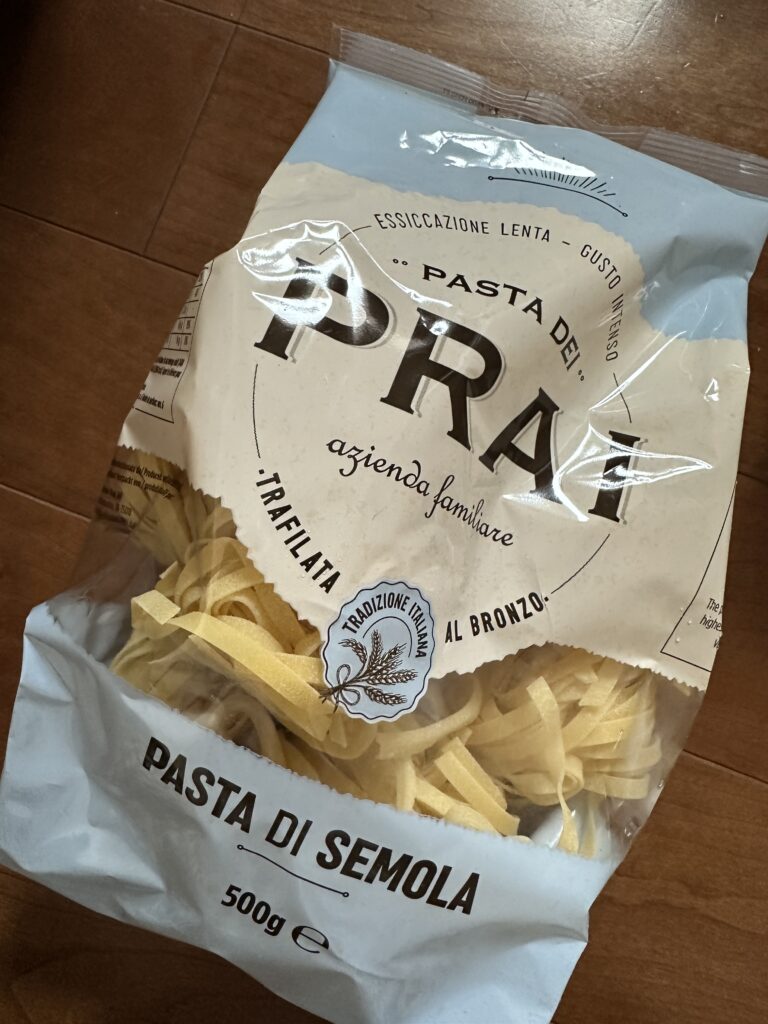 ESSICCAZIONE LENTA - GUSTO INTENSO
PASTA DEI
PRAI
azienda familiare
TRAFILATA
AL BRONZO
TRADIZIONE ITALIANA
PASTA DI SEMOLA
500g ℮